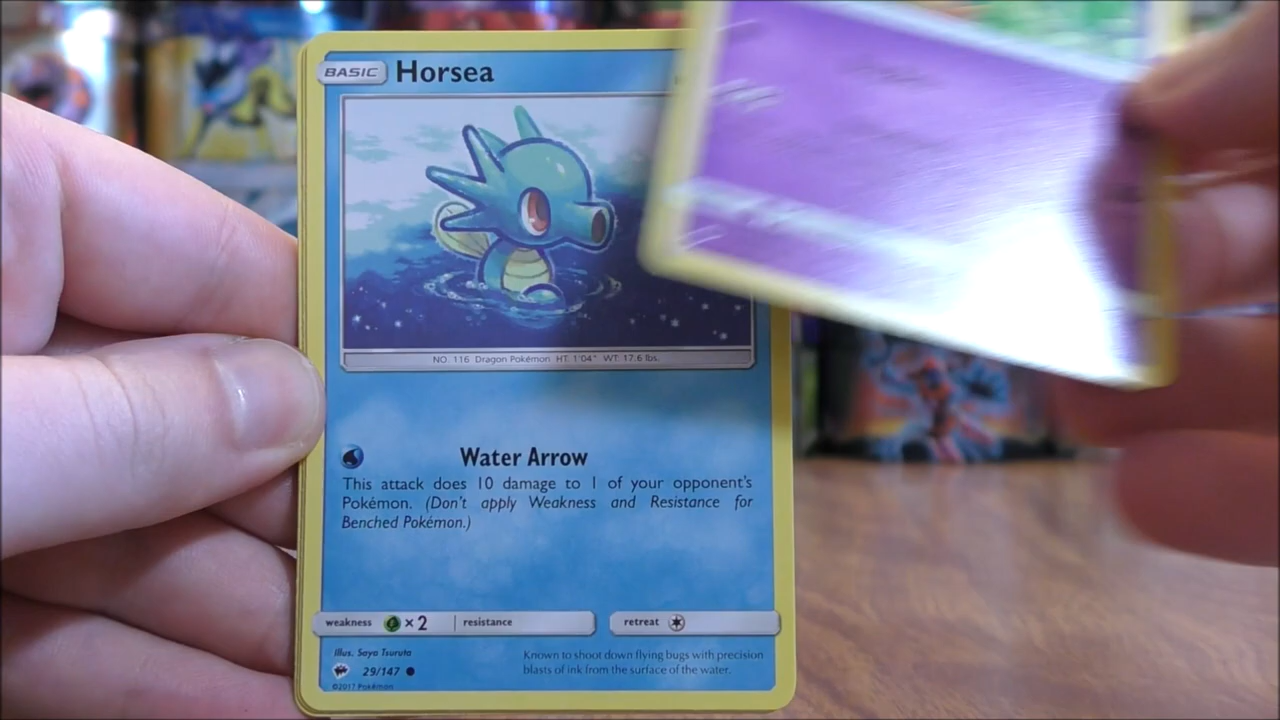 BASIC Horsea
NO. 116 Dragon Pokémon HT: 1'04" WT: 17.6 lbs.
Water Arrow
This attack does 10 damage to 1 of your opponent's
Pokémon. (Don't apply Weakness and Resistance for
Benched Pokémon.)
weakness ×2 resistance retreat
Illus. Saya Tsuruta
29/147
©2017 Pokémon
Known to shoot down flying bugs with precision
blasts of ink from the surface of the water.